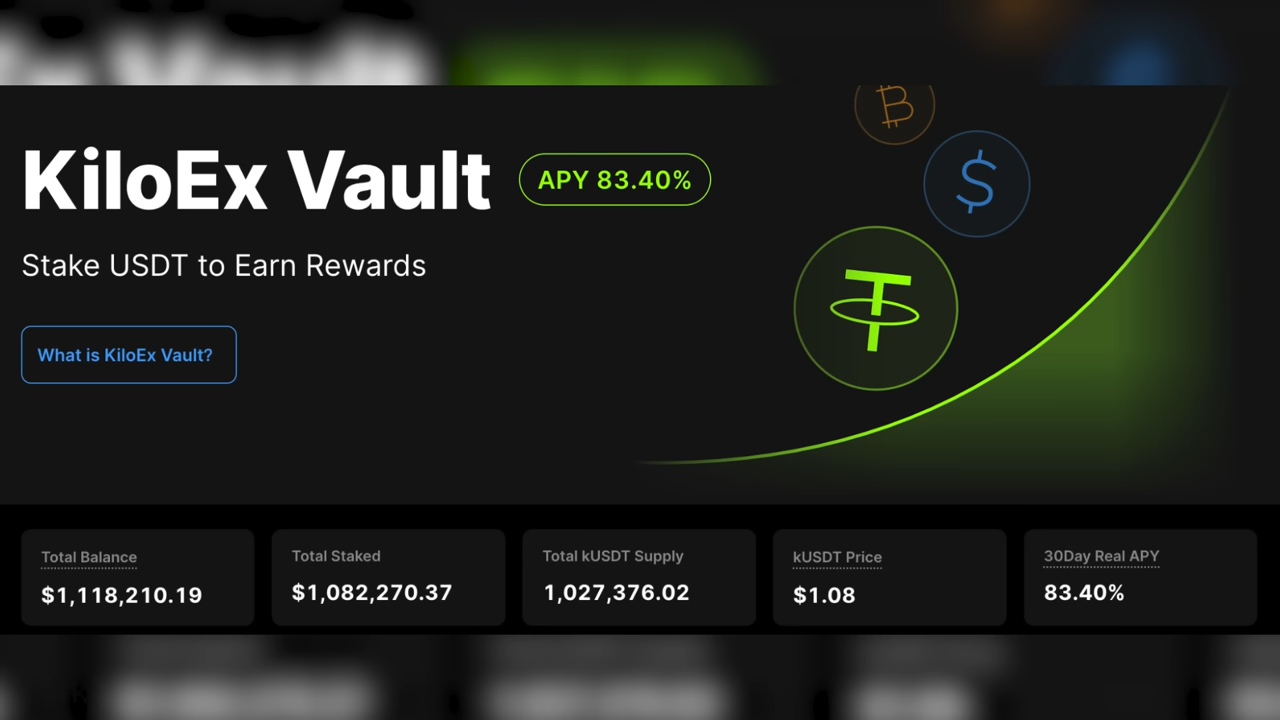 KiloEx Vault
APY 83.40%
Stake USDT to Earn Rewards
What is KiloEx Vault?
Total Balance
$1,118,210.19
Total Staked
$1,082,270.37
Total kUSDT Supply
1,027,376.02
kUSDT Price
$1.08
30Day Real APY
83.40%